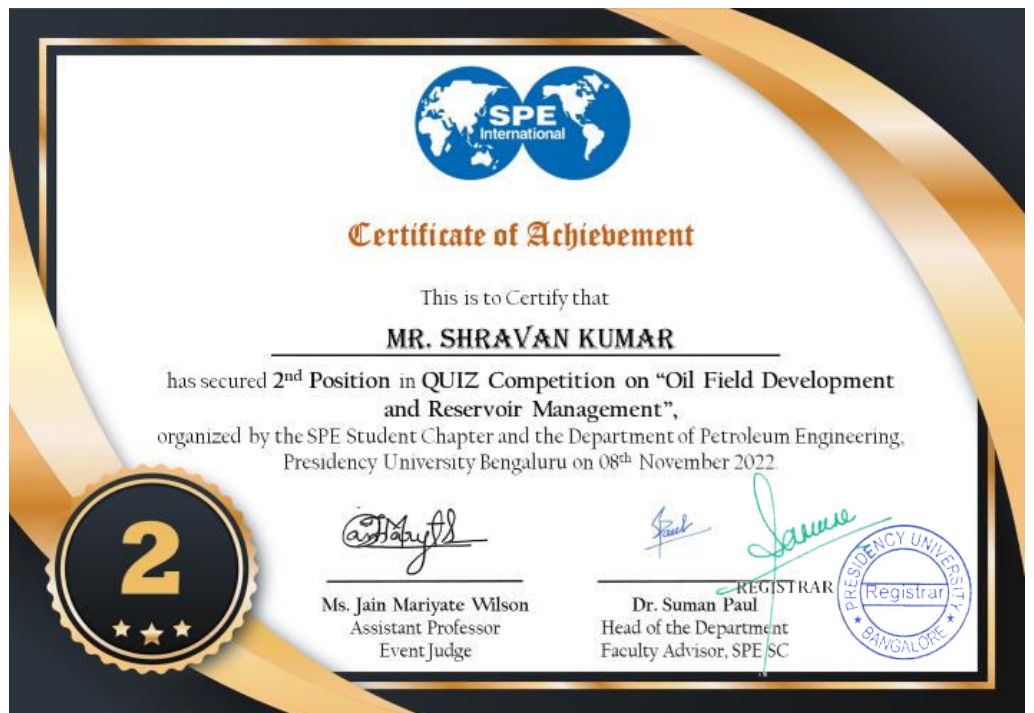 SPE
International
Certificate of Achievement
This is to Certify that
MR. SHRAVAN KUMAR
has secured 2nd Position in QUIZ Competition on “Oil Field Development
and Reservoir Management”,
organized by the SPE Student Chapter and the Department of Petroleum Engineering,
Presidency University Bengaluru on 08th November 2022.
2
Paul
REGISTRAR
PRESIDENCY UNIVERSITY
Registrar
★ BANGALORE ★
Ms. Jain Mariyate Wilson
Assistant Professor
Event Judge
Dr. Suman Paul
Head of the Department
Faculty Advisor, SPE SC